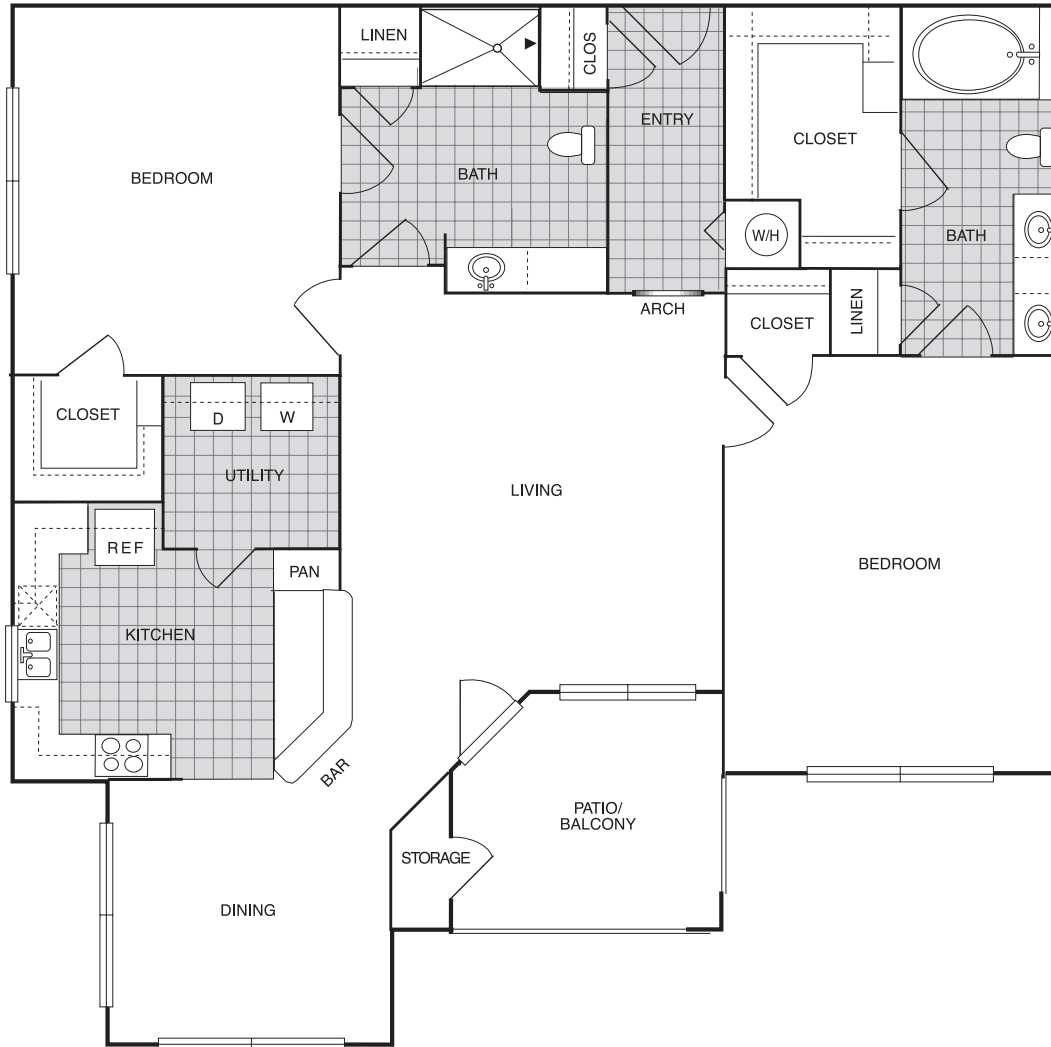 LINEN
CLOS
ENTRY
CLOSET
BEDROOM
BATH
W/H
BATH
ARCH
CLOSET
LINEN
CLOSET
D
W
UTILITY
LIVING
REF
PAN
BEDROOM
KITCHEN
BAR
PATIO/
BALCONY
STORAGE
DINING